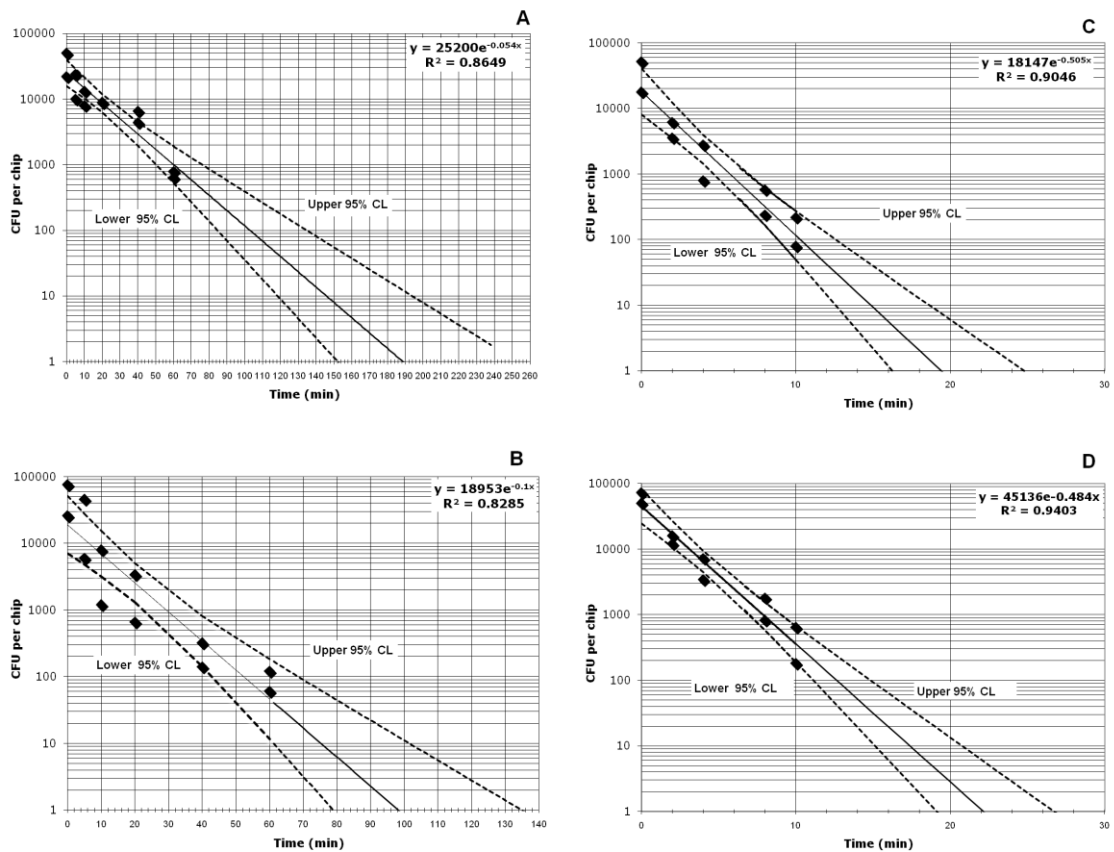 A
y = 25200e-0.054x
R2 = 0.8649
CFU per chip
100000
10000
1000
100
10
1
Lower 95% CL
Upper 95% CL
0 10 20 30 40 50 60 70 80 90 100 110 120 130 140 150 160 170 180 190 200 210 220 230 240 250 260
Time (min)
C
y = 18147e-0.505x
R2 = 0.9046
CFU per chip
100000
10000
1000
100
10
1
Upper 95% CL
Lower 95% CL
0 10 20 30
Time (min)
B
y = 18953e-0.1x
R2 = 0.8285
CFU per chip
100000
10000
1000
100
10
1
Upper 95% CL
Lower 95% CL
0 10 20 30 40 50 60 70 80 90 100 110 120 130 140
Time (min)
D
y = 45136e-0.484x
R2 = 0.9403
CFU per chip
100000
10000
1000
100
10
1
Lower 95% CL
Upper 95% CL
0 10 20 30
Time (min)